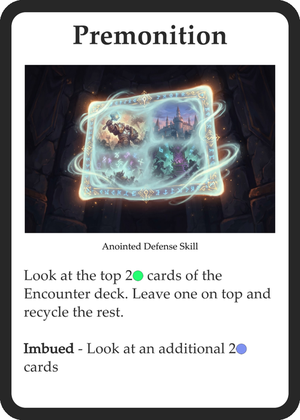 Premonition
Anointed Defense Skill
Look at the top 2 cards of the
Encounter deck. Leave one on top and
recycle the rest.
Imbued - Look at an additional 2
cards